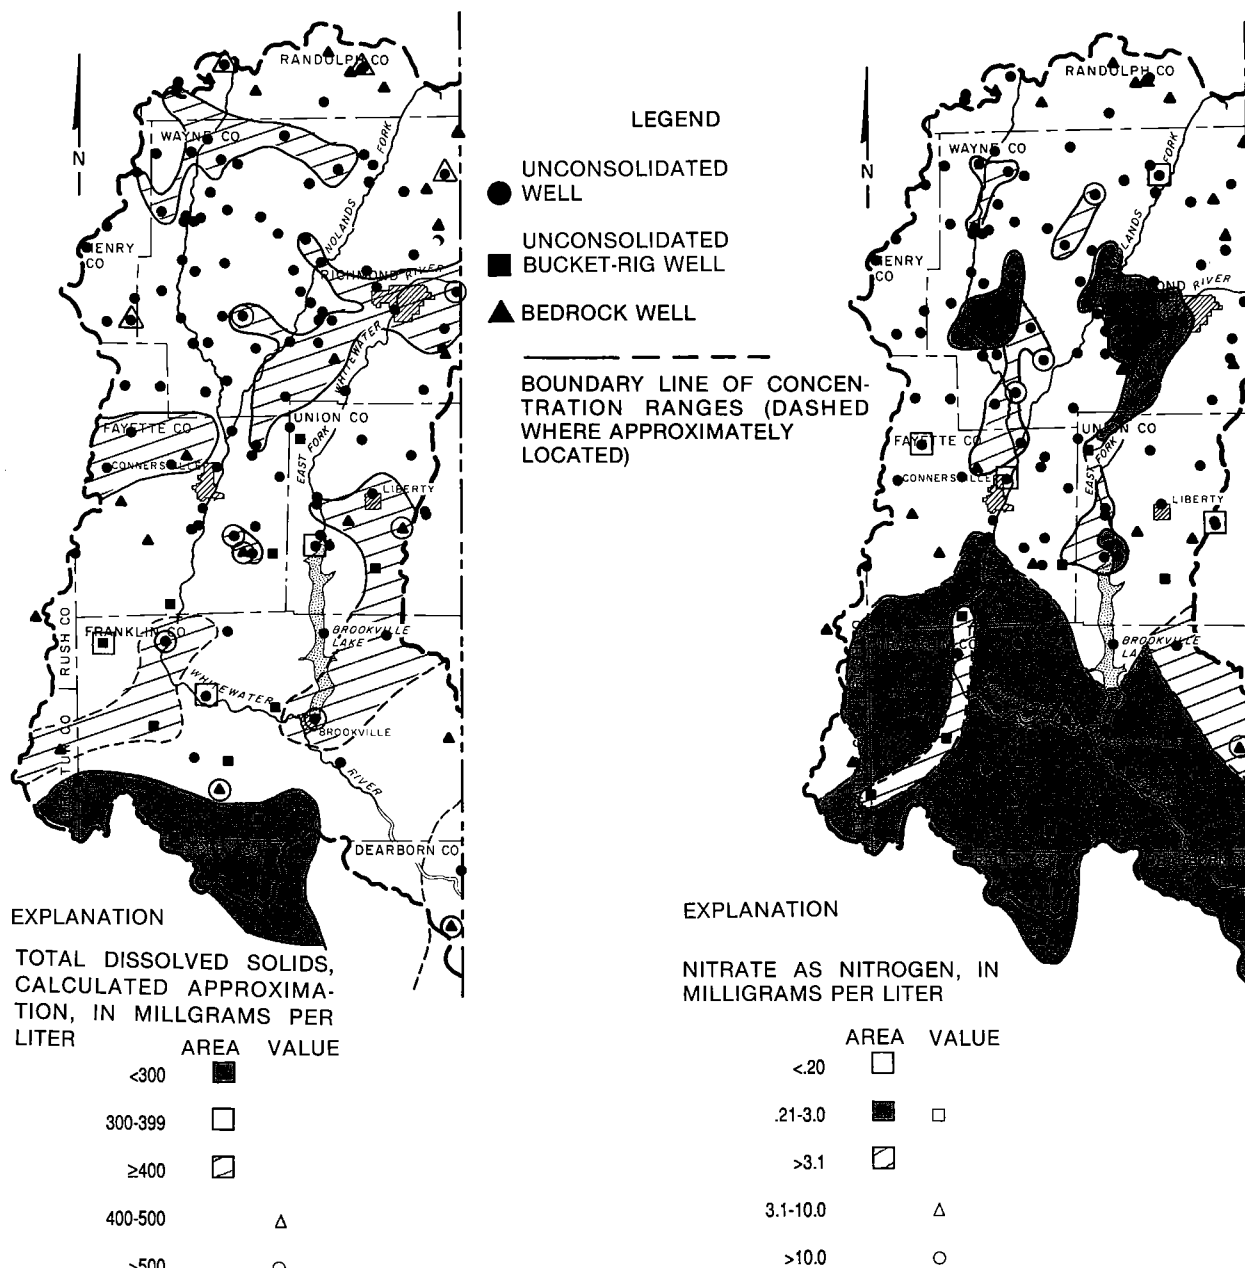 RANDOLPH CO
WAYNE CO
FORK
N
NOLANDS
HENRY
CO
RICHMOND RIVER
WHITEWATER
UNION CO
FAYETTE CO
EAST FORK
CONNERSVILLE
LIBERTY
RUSH CO
FRANKLIN CO
BROOKVILLE
LAKE
WHITEWATER
BROOKVILLE
RIVER
DEARBORN CO
LEGEND
UNCONSOLIDATED
WELL
UNCONSOLIDATED
BUCKET-RIG WELL
BEDROCK WELL
BOUNDARY LINE OF CONCEN-
TRATION RANGES (DASHED
WHERE APPROXIMATELY
LOCATED)
RANDOLPH CO
WAYNE CO
FORK
N
LANDS
HENRY
CO
OND RIVER
UNION CO
FAYETTE CO
EAST FORK
CONNERSVILLE
LIBERTY
BROOKVILLE
EXPLANATION
TOTAL DISSOLVED SOLIDS,
CALCULATED APPROXIMA-
TION, IN MILLGRAMS PER
LITER
AREA VALUE
<300
300-399
≥400
400-500
>500
EXPLANATION
NITRATE AS NITROGEN, IN
MILLIGRAMS PER LITER
AREA VALUE
<.20
.21-3.0
>3.1
3.1-10.0
>10.0